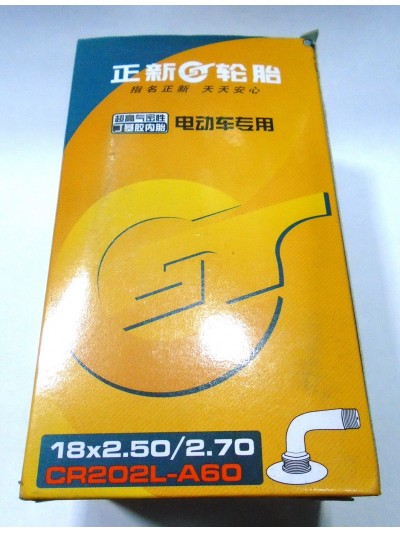 正新轮胎
指名正新 天天安心
超高气密性
丁基胶内胎
电动车专用
18x2.50/2.70
CR202L-A60